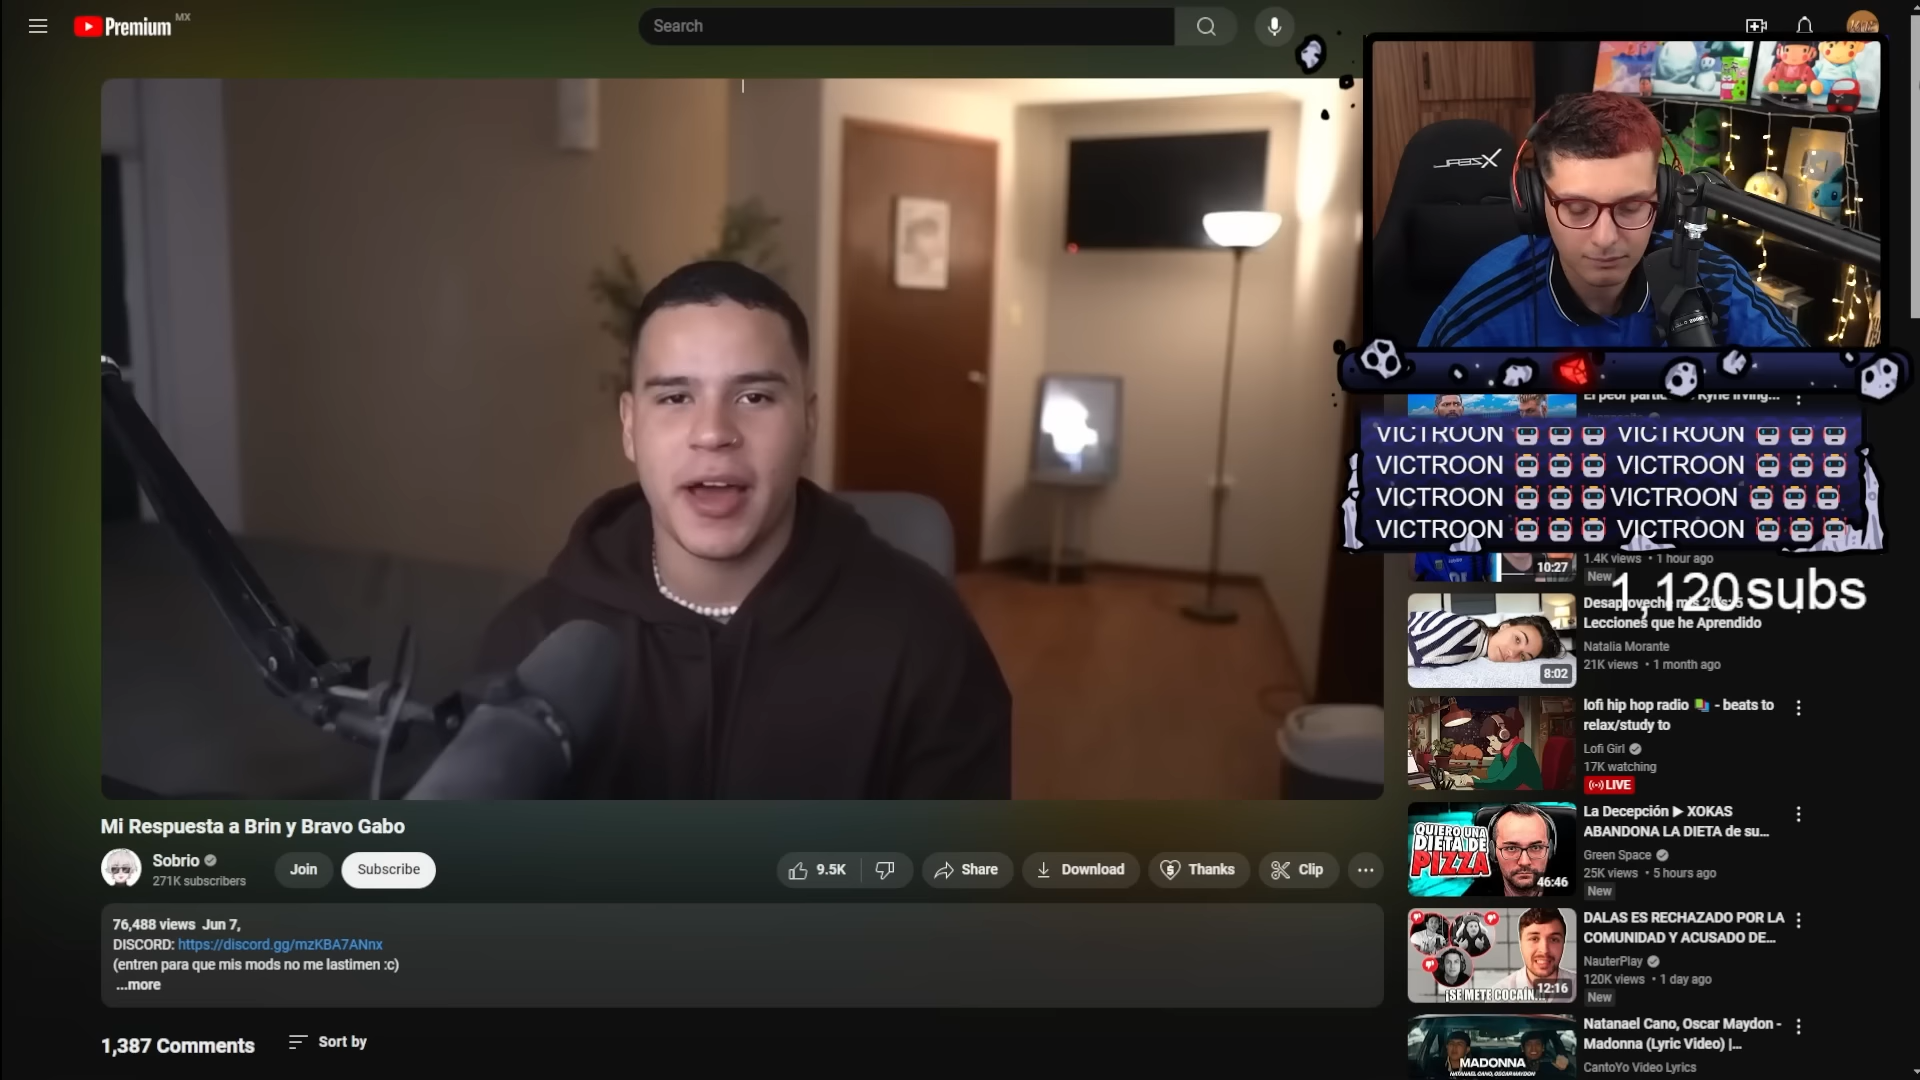 Premium MX
Search
VICTROON VICTROON
VICTROON VICTROON
VICTROON VICTROON
VICTROON VICTROON
1,120subs
Mi Respuesta a Brin y Bravo Gabo
Sobrio
271K subscribers
Join
Subscribe
9.5K
Share
Download
Thanks
Clip
76,488 views Jun 7,
DISCORD: https://discord.gg/mzKBA7ANnx
(entren para que mis mods no me lastimen :c)
...more
1,387 Comments
Sort by
10:27
1.4K views • 1 hour ago
New
Lecciones que he Aprendido
Natalia Morante
21K views • 1 month ago
8:02
lofi hip hop radio - beats to
relax/study to
Lofi Girl
17K watching
LIVE
QUIERO UNA
DIETA DE
PIZZA
46:46
La Decepción ▶ XOKAS
ABANDONA LA DIETA de su...
Green Space
25K views • 5 hours ago
New
¡SE METE COCAÍN...
12:16
DALAS ES RECHAZADO POR LA
COMUNIDAD Y ACUSADO DE...
NauterPlay
120K views • 1 day ago
New
MADONNA
NATANAEL CANO, OSCAR MAYDON
Natanael Cano, Oscar Maydon -
Madonna (Lyric Video) |...
CantoYo Video Lyrics